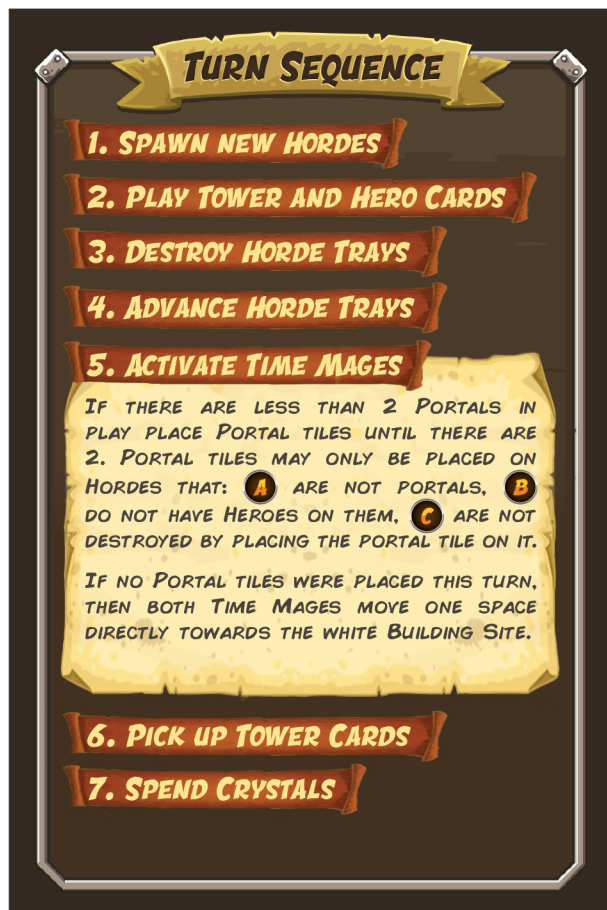 Turn Sequence
1. Spawn new Hordes
2. Play Tower and Hero Cards
3. Destroy Horde Trays
4. Advance Horde Trays
5. Activate Time Mages
If there are less than 2 Portals in
play place Portal tiles until there are
2. Portal tiles may only be placed on
Hordes that: A are not portals, B
do not have Heroes on them, C are not
destroyed by placing the portal tile on it.
If no Portal tiles were placed this turn,
then both Time Mages move one space
directly towards the white Building Site.
6. Pick up Tower Cards
7. Spend Crystals